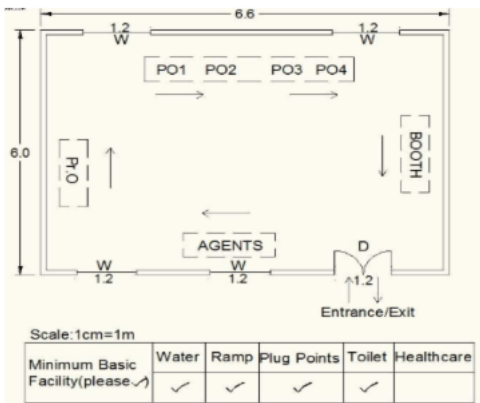 6.6
1.2
W
1.2
W
PO1 PO2 PO3 PO4
6.0
Pr.O
BOOTH
AGENTS
D
W
1.2
W
1.2
1.2
Entrance/Exit
Scale:1cm=1m
Minimum Basic Facility(please✓) Water Ramp Plug Points Toilet Healthcare
✓ ✓ ✓ ✓